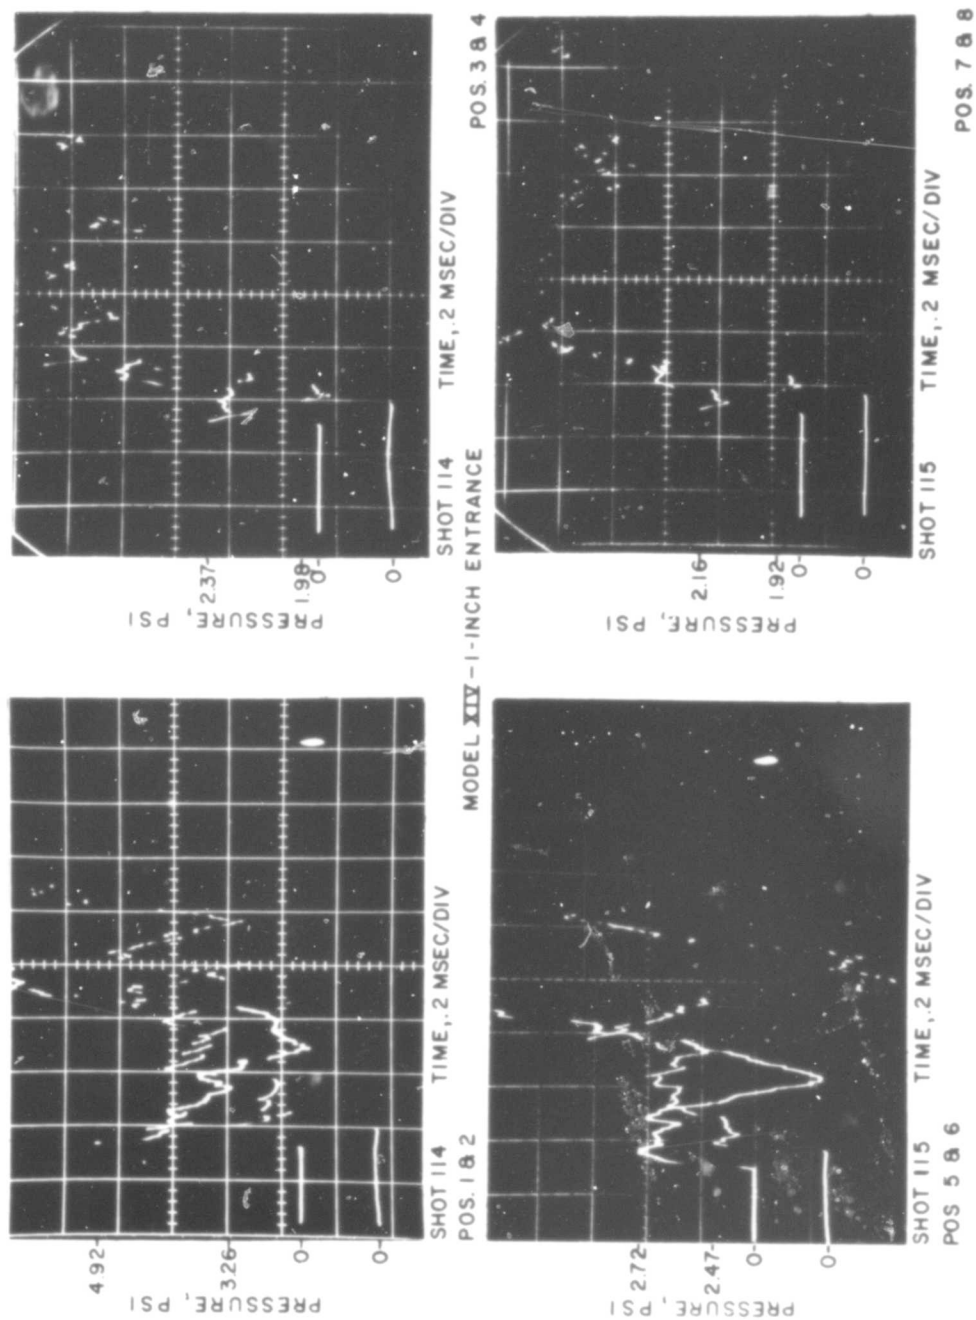 PRESSURE, PSI
4.92
3.26
0
0
SHOT 114 TIME, .2 MSEC/DIV
POS. 1 & 2
PRESSURE, PSI
2.37
1.98
0
0
SHOT 114 TIME, .2 MSEC/DIV
POS. 3 & 4
MODEL XIV - 1-INCH ENTRANCE
PRESSURE, PSI
2.72
2.47
0
0
SHOT 115 TIME, .2 MSEC/DIV
POS 5 & 6
PRESSURE, PSI
2.16
1.92
0
0
SHOT 115 TIME, .2 MSEC/DIV
POS. 7 & 8